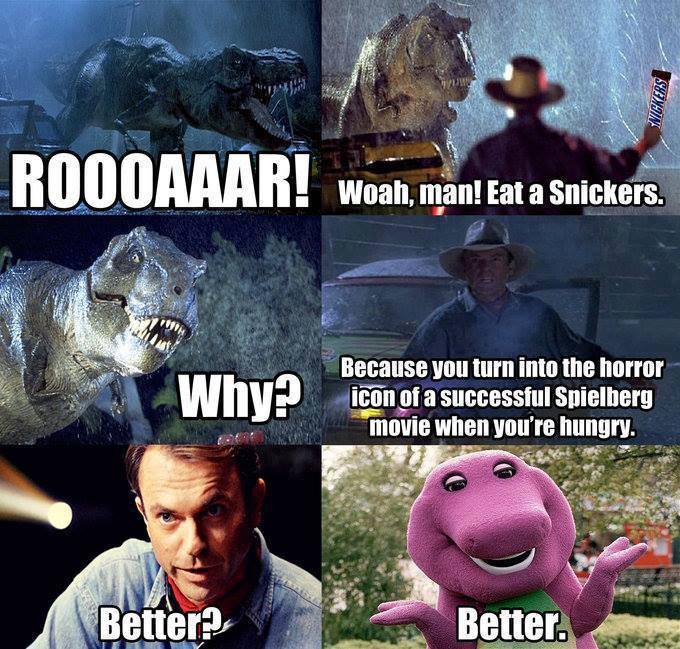 ROOOAAAR!
SNICKERS
Woah, man! Eat a Snickers.
Why?
Because you turn into the horror
icon of a successful Spielberg
movie when you're hungry.
Better?
Better.